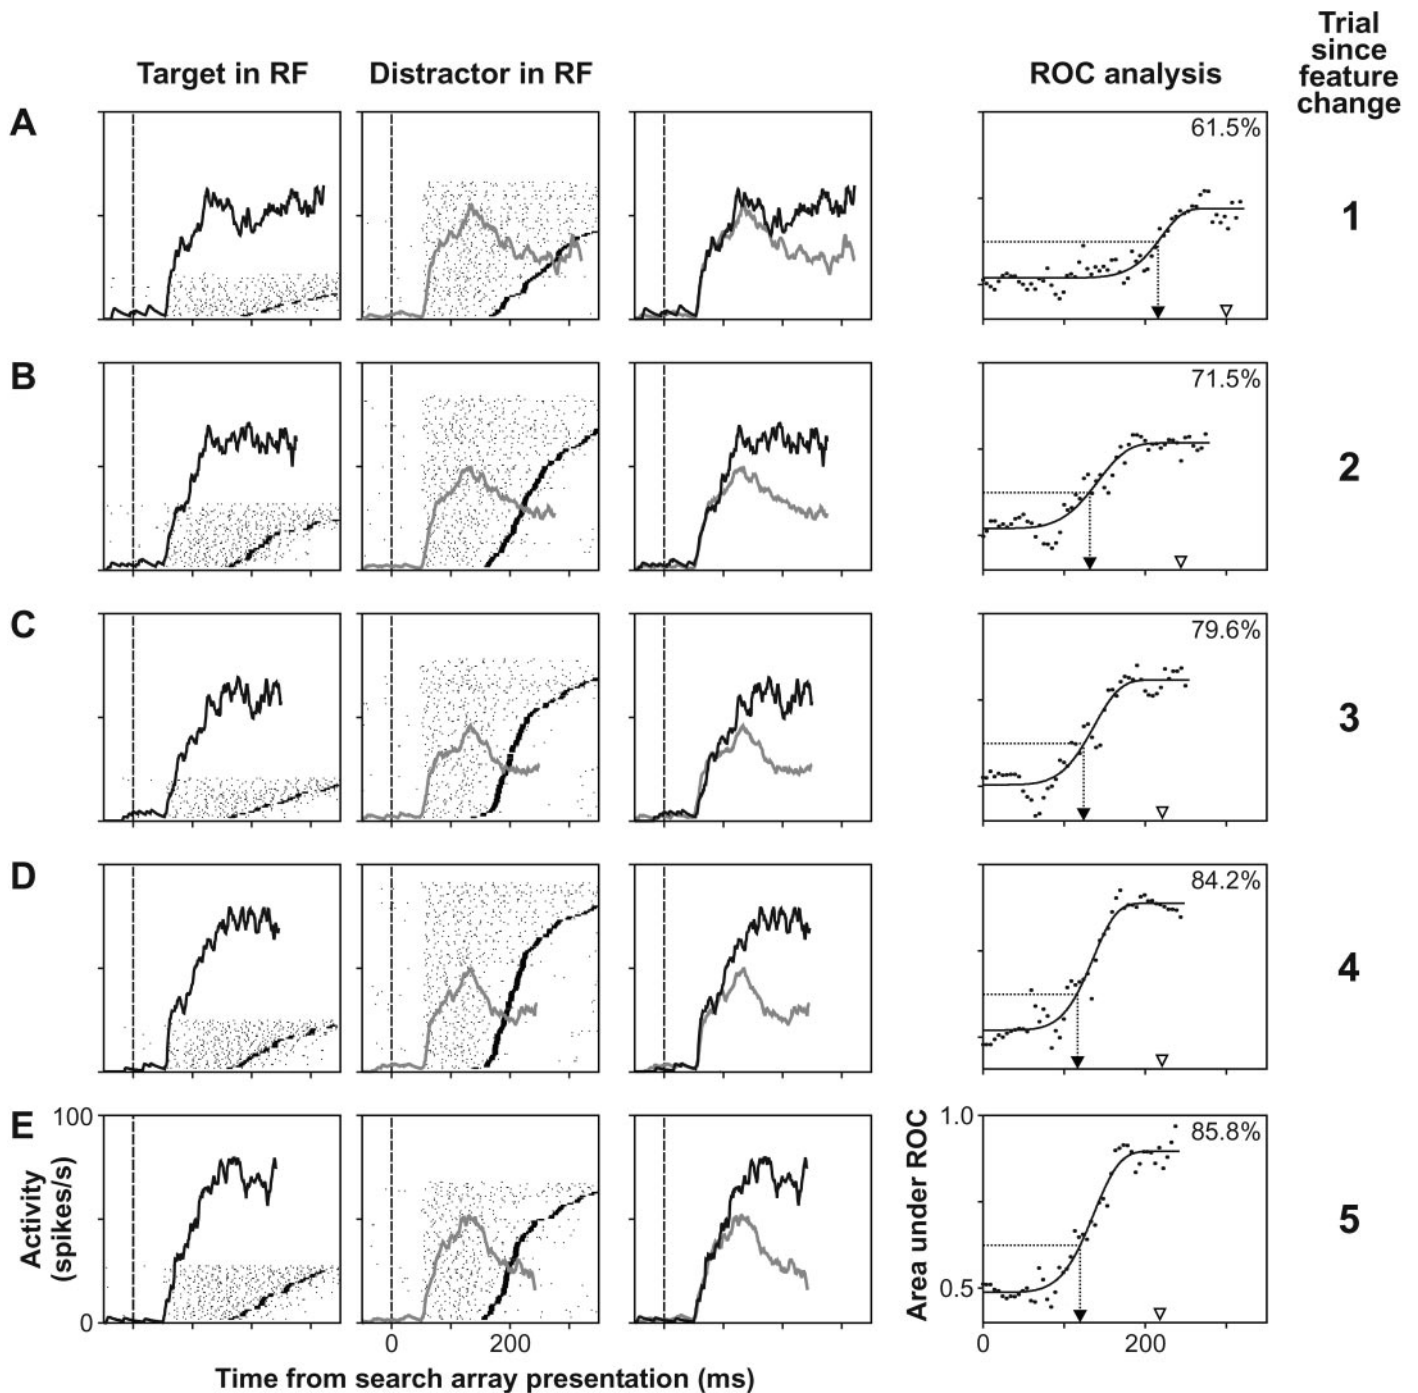 Trial
since
feature
change
Target in RF
Distractor in RF
ROC analysis
A
61.5%
1
B
71.5%
2
C
79.6%
3
D
84.2%
4
E
100
Activity
(spikes/s)
0
1.0
Area under ROC
0.5
85.8%
5
0
200
0
200
Time from search array presentation (ms)